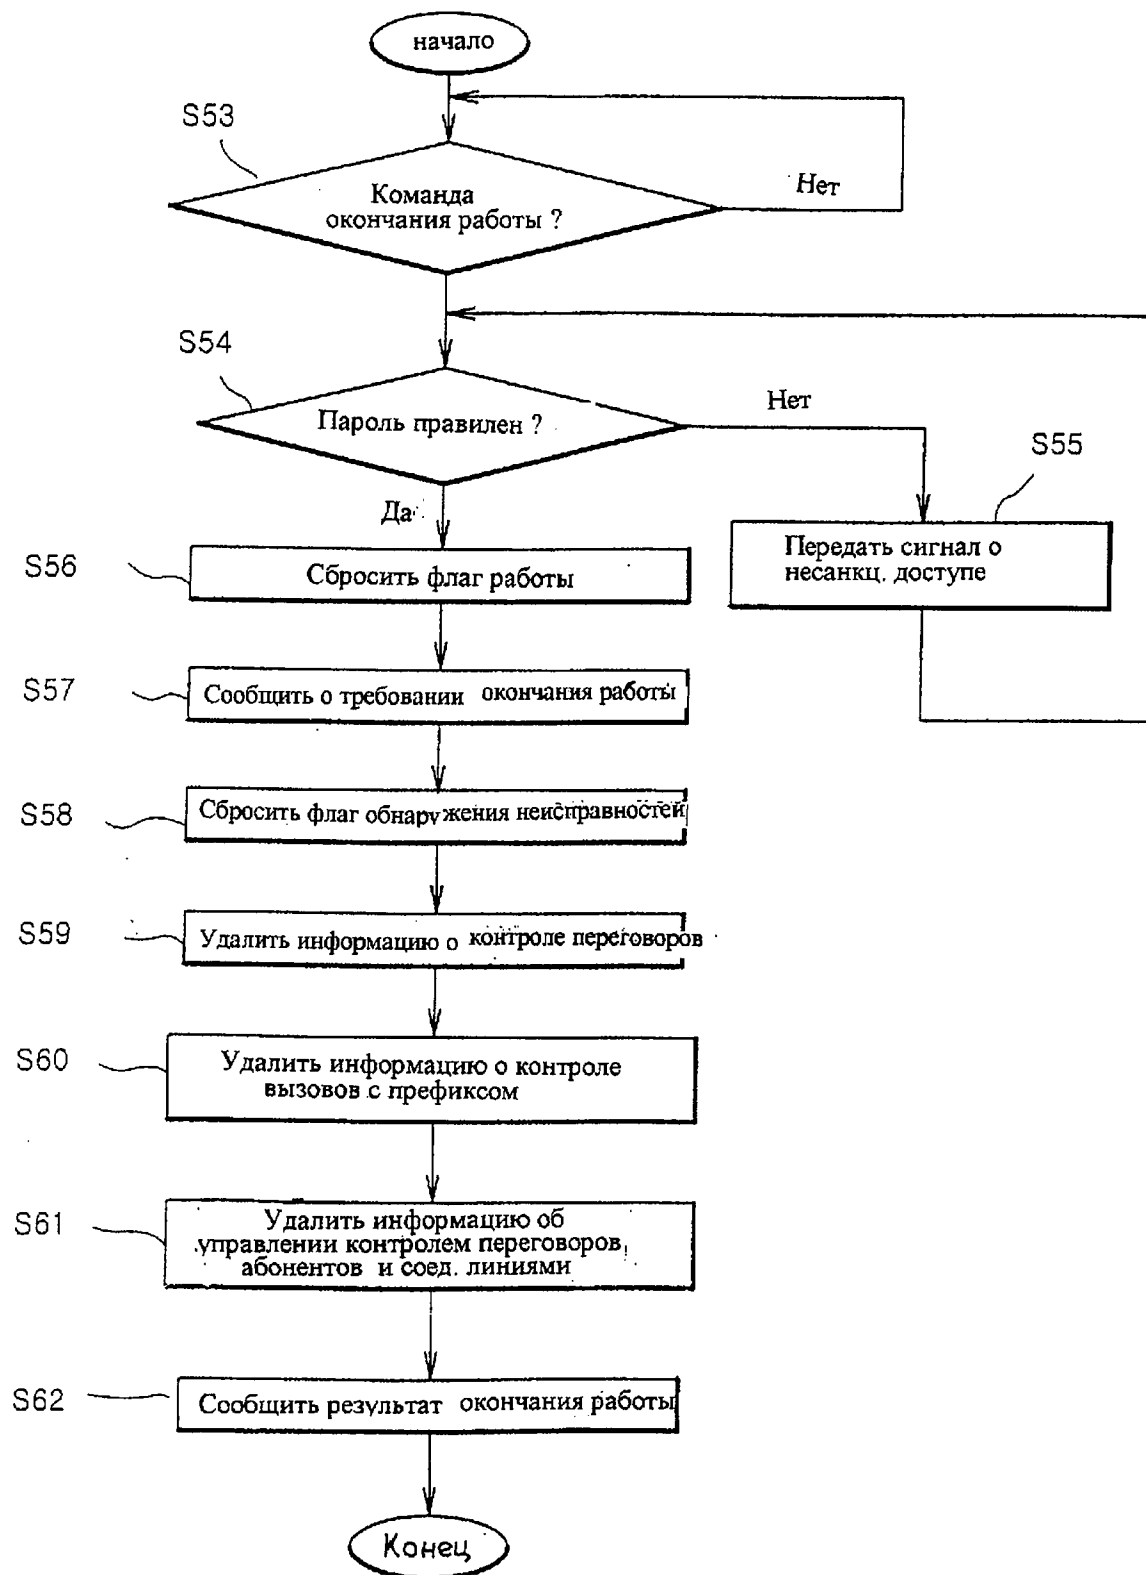 начало
S53
Команда
окончания работы ?
Нет
S54
Пароль правилен ?
Нет
S55
Да
Передать сигнал о
несанкц. доступе
S56
Сбросить флаг работы
S57
Сообщить о требовании окончания работы
S58
Сбросить флаг обнаружения неисправностей
S59
Удалить информацию о контроле переговоров
S60
Удалить информацию о контроле
вызовов с префиксом
S61
Удалить информацию об
управлении контролем переговоров,
абонентов и соед. линиями
S62
Сообщить результат окончания работы
Конец